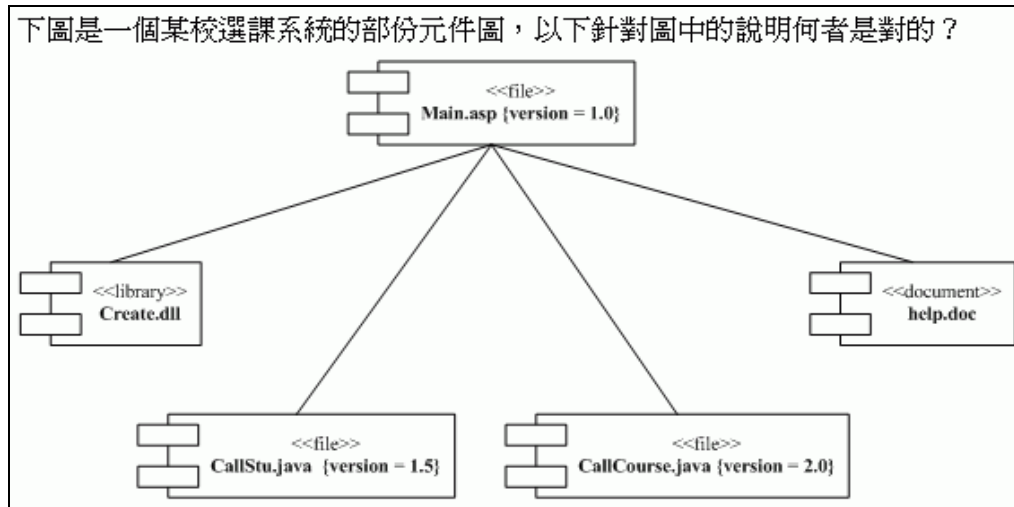 下圖是一個某校選課系統的部份元件圖，以下針對圖中的說明何者是對的？
<<file>>
Main.asp {version = 1.0}
<<library>>
Create.dll
<<document>>
help.doc
<<file>>
CallStu.java {version = 1.5}
<<file>>
CallCourse.java {version = 2.0}